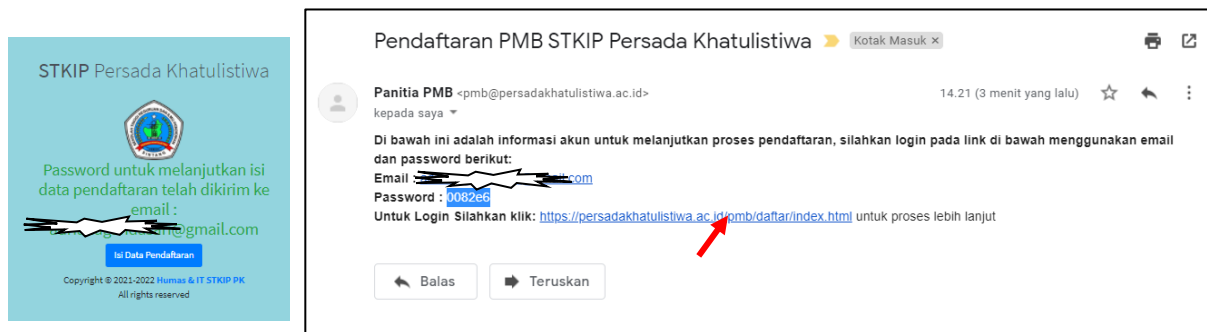 STKIP Persada Khatulistiwa
Password untuk melanjutkan isi
data pendaftaran telah dikirim ke
email :
@gmail.com
Isi Data Pendaftaran
Copyright © 2021-2022 Humas & IT STKIP PK
All rights reserved
Pendaftaran PMB STKIP Persada Khatulistiwa
Kotak Masuk ×
Panitia PMB <pmb@persadakhatulistiwa.ac.id>
14.21 (3 menit yang lalu)
kepada saya
Di bawah ini adalah informasi akun untuk melanjutkan proses pendaftaran, silahkan login pada link di bawah menggunakan email
dan password berikut:
Email :
Password : 0082e6
Untuk Login Silahkan klik: https://persadakhatulistiwa.ac.id/pmb/daftar/index.html untuk proses lebih lanjut
Balas
Teruskan